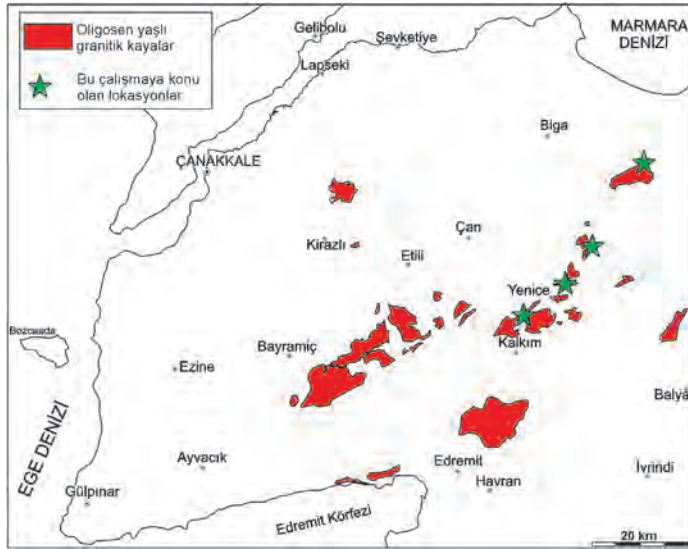 Oligosen yaşlı
granitik kayalar
Bu çalışmaya konu
olan lokasyonlar
Gelibolu
Şevketiye
MARMARA
DENİZİ
Lapseki
Biga
ÇANAKKALE
Kirazlı
Çan
Etili
Yenice
Bozcaada
Bayramiç
Kalkım
Ezine
Balya
EGE DENİZİ
Ayvacık
Edremit
İvrindi
Havran
Gülpınar
Edremit Körfezi
20 km